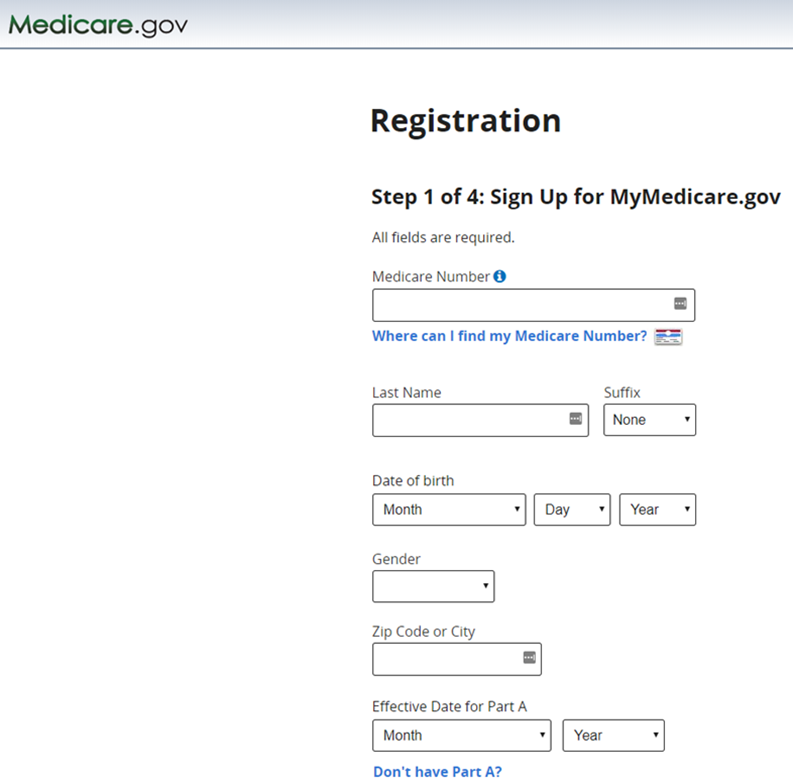 Medicare.gov
Registration
Step 1 of 4: Sign Up for MyMedicare.gov
All fields are required.
Medicare Number
Where can I find my Medicare Number?
Last Name Suffix
None
Date of birth
Month Day Year
Gender
Zip Code or City
Effective Date for Part A
Month Year
Don't have Part A?